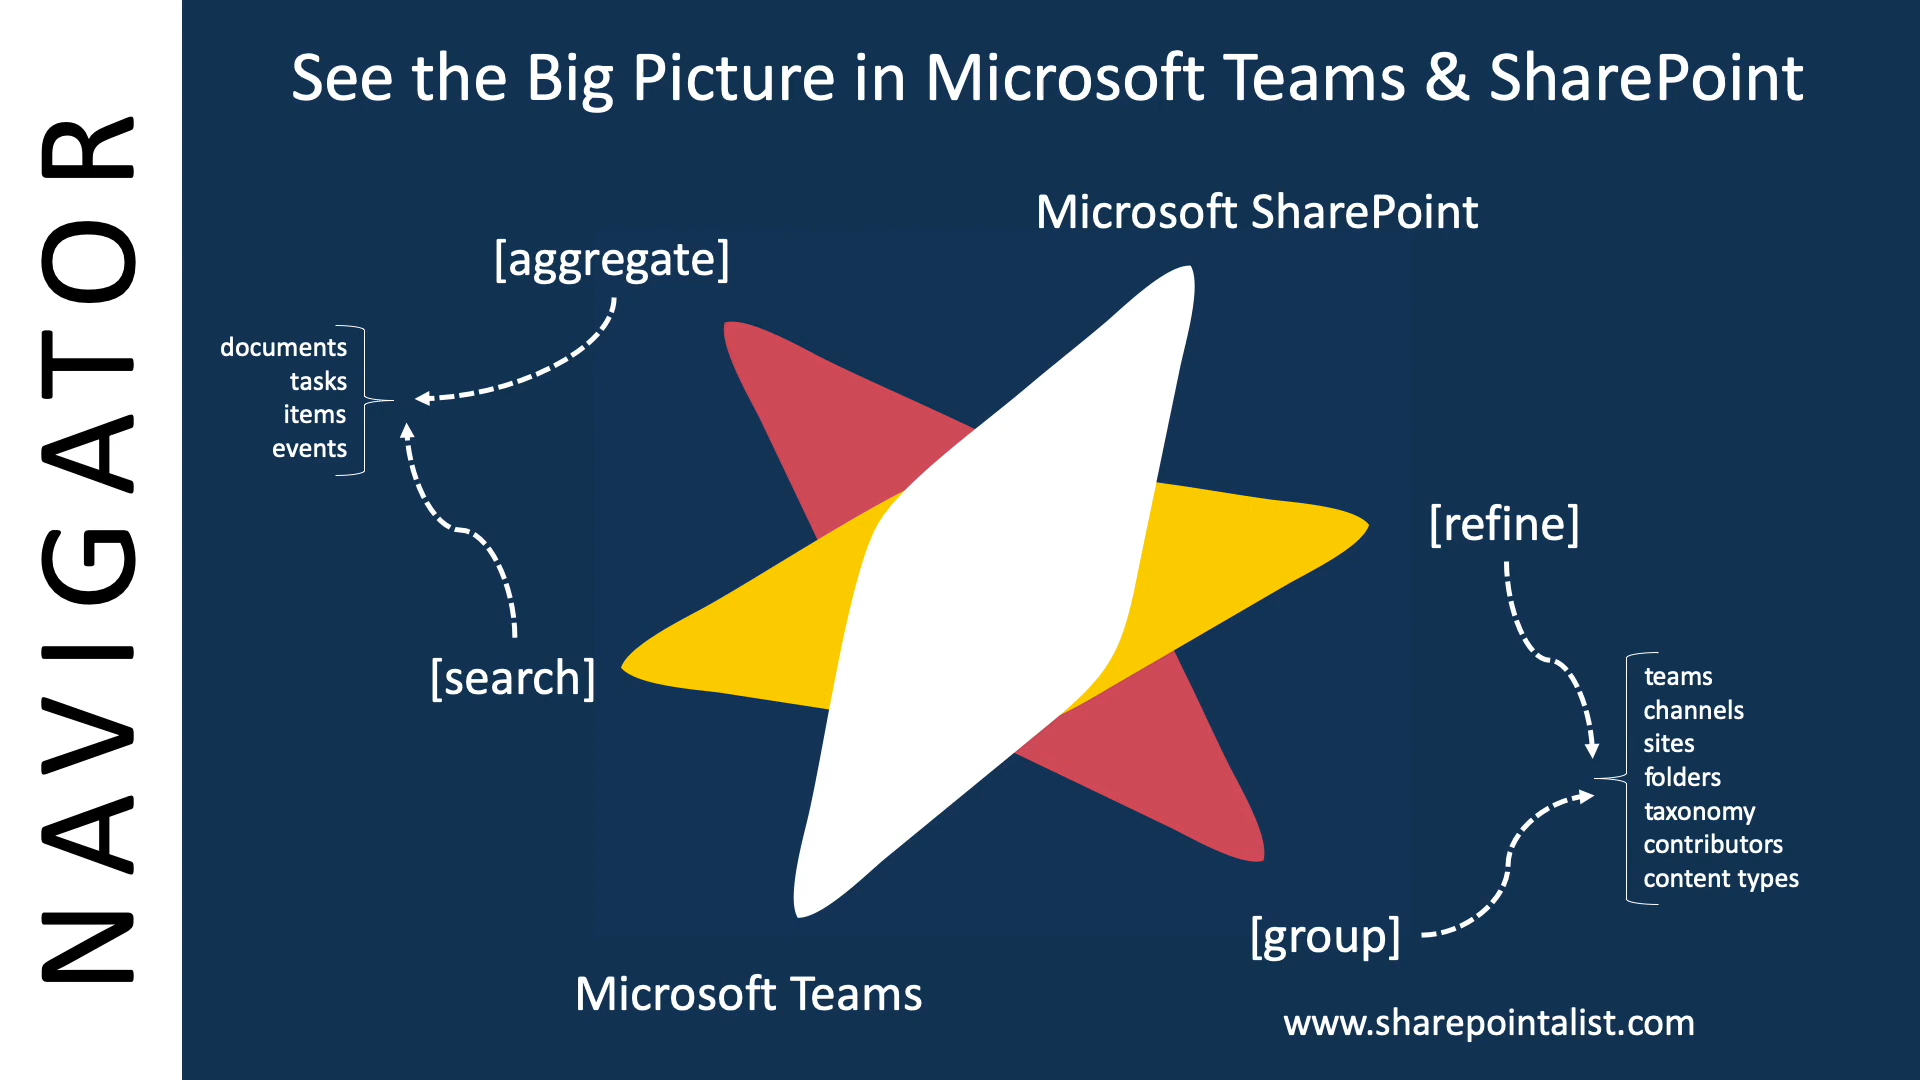 NAVIGATOR
See the Big Picture in Microsoft Teams & SharePoint
Microsoft SharePoint
[aggregate]
documents
tasks
items
events
[search]
[refine]
teams
channels
sites
folders
taxonomy
contributors
content types
[group]
Microsoft Teams
www.sharepointalist.com